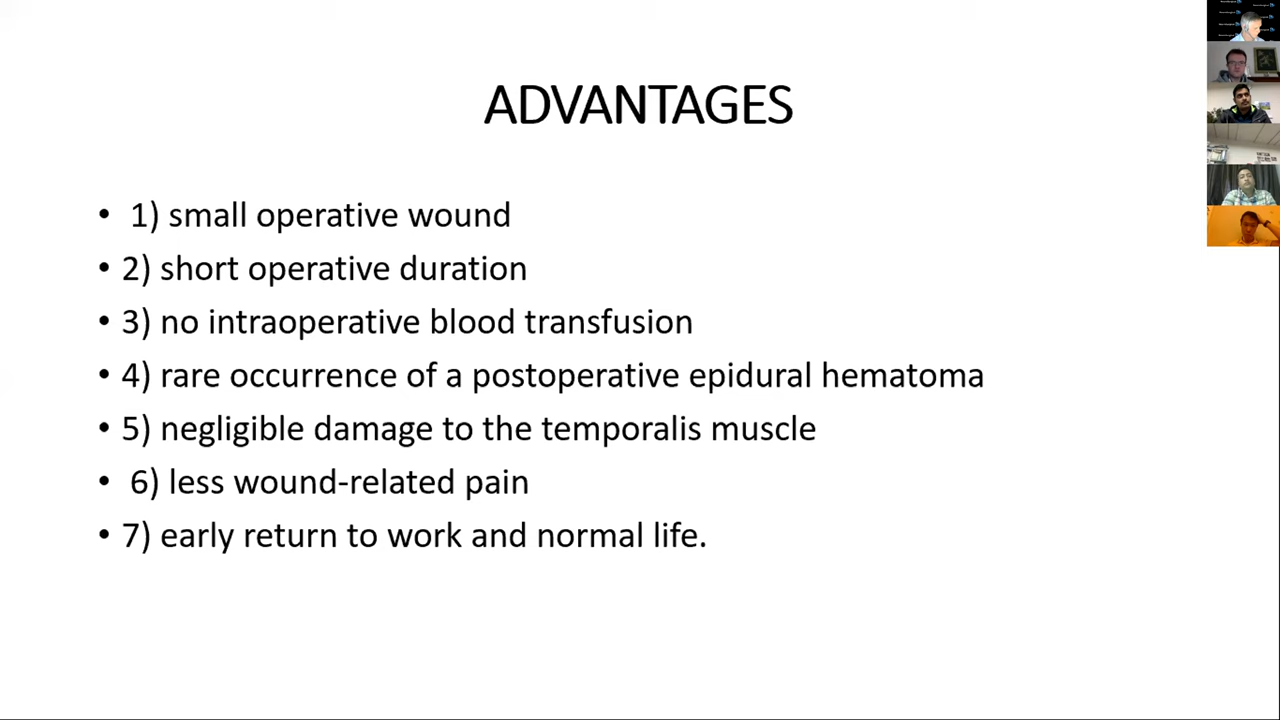 ADVANTAGES
• 1) small operative wound
• 2) short operative duration
• 3) no intraoperative blood transfusion
• 4) rare occurrence of a postoperative epidural hematoma
• 5) negligible damage to the temporalis muscle
• 6) less wound-related pain
• 7) early return to work and normal life.